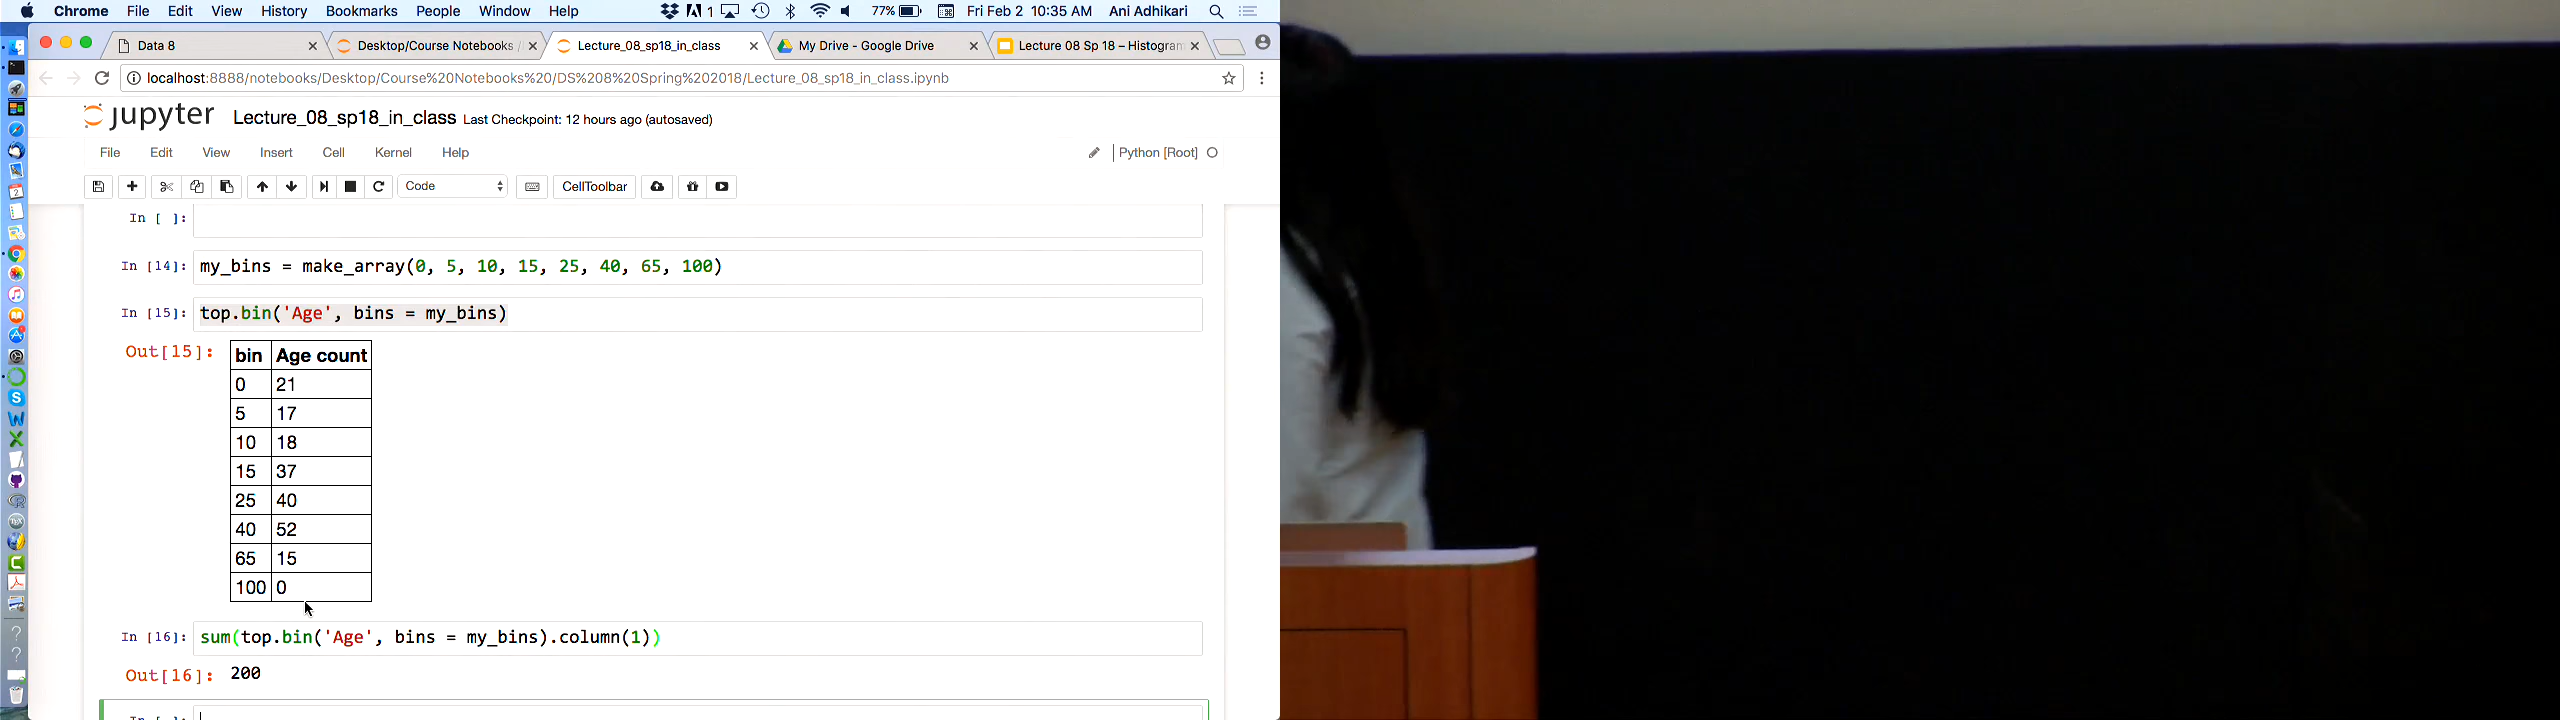 Chrome File Edit View History Bookmarks People Window Help 1 77% Fri Feb 2 10:35 AM Ani Adhikari
Data 8 Desktop/Course Notebooks / Lecture_08_sp18_in_class My Drive - Google Drive Lecture 08 Sp 18 – Histogram
localhost:8888/notebooks/Desktop/Course%20Notebooks%20/DS%208%20Spring%202018/Lecture_08_sp18_in_class.ipynb
jupyter Lecture_08_sp18_in_class Last Checkpoint: 12 hours ago (autosaved)
File Edit View Insert Cell Kernel Help Python [Root]
Code CellToolbar
In [ ]:
In [14]: my_bins = make_array(0, 5, 10, 15, 25, 40, 65, 100)
In [15]: top.bin('Age', bins = my_bins)
Out[15]: bin Age count
0 21
5 17
10 18
15 37
25 40
40 52
65 15
100 0
In [16]: sum(top.bin('Age', bins = my_bins).column(1))
Out[16]: 200